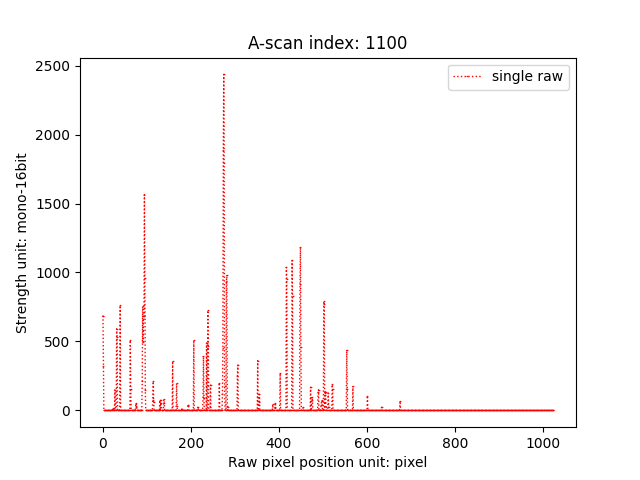 A-scan index: 1100
single raw
Strength unit: mono-16bit
2500
2000
1500
1000
500
0
0 200 400 600 800 1000
Raw pixel position unit: pixel